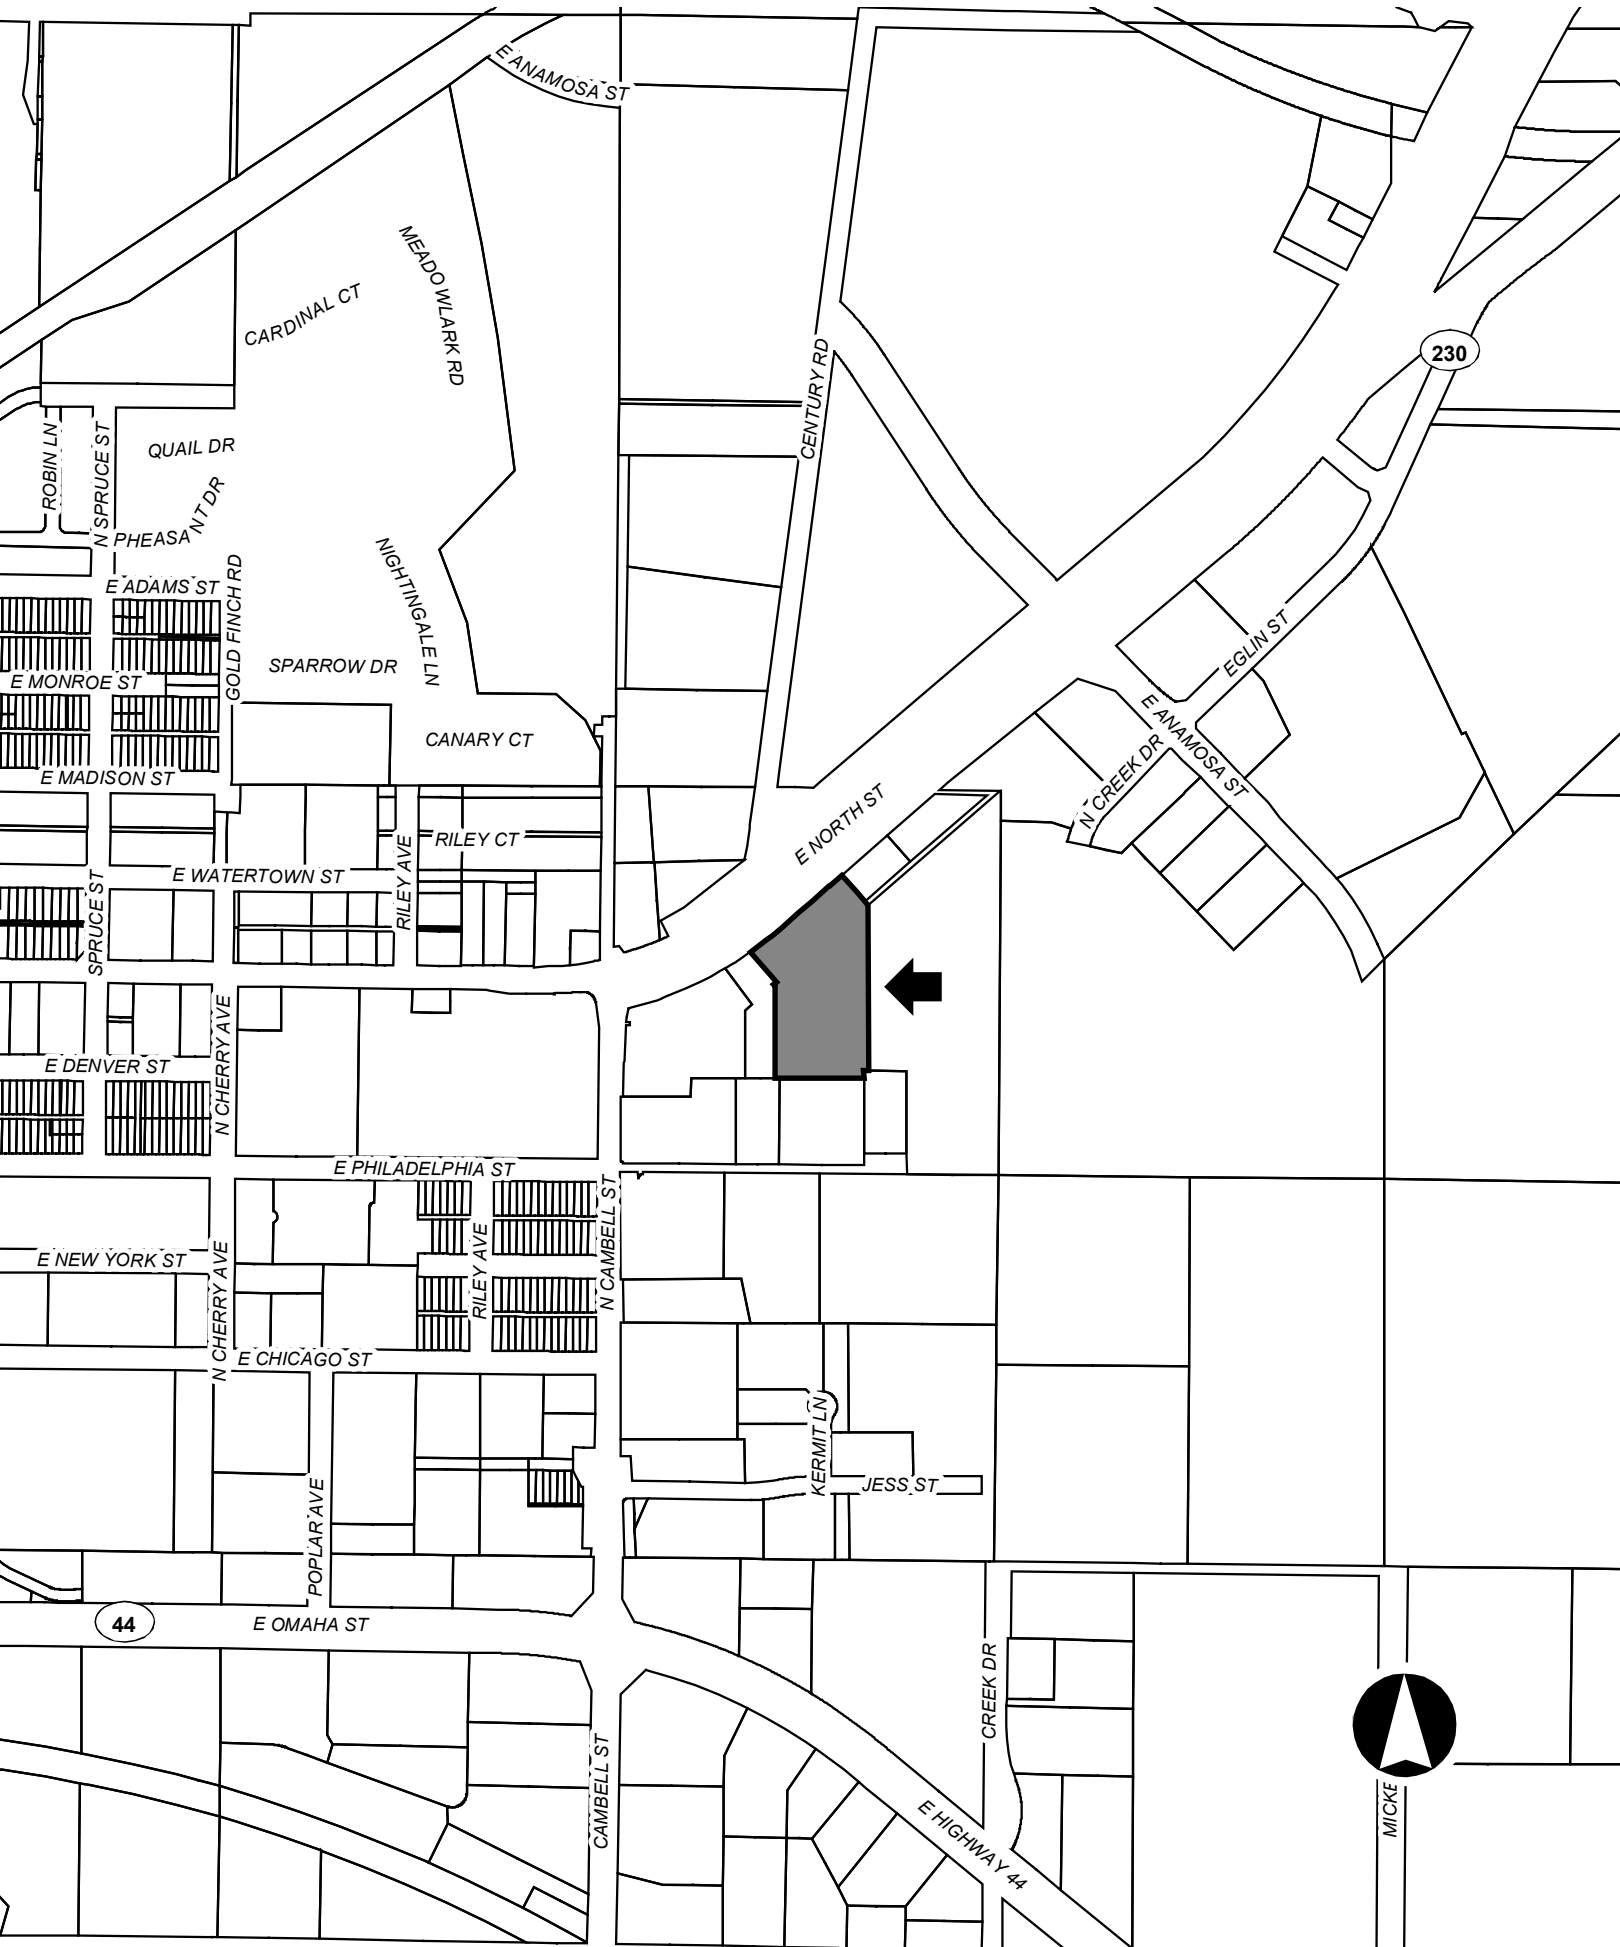 E ANAMOSA ST
MEADOWLARK RD
CARDINAL CT
230
CENTURY RD
ROBIN LN
N SPRUCE ST
QUAIL DR
PHEASANT DR
E ADAMS ST
GOLD FINCH RD
NIGHTINGALE LN
EGLIN ST
SPARROW DR
E MONROE ST
E ANAMOSA ST
CANARY CT
N CREEK DR
E MADISON ST
E NORTH ST
RILEY CT
RILEY AVE
E WATERTOWN ST
SPRUCE ST
N CHERRY AVE
E DENVER ST
E PHILADELPHIA ST
N CAMBELL ST
RILEY AVE
E NEW YORK ST
N CHERRY AVE
E CHICAGO ST
KERMIT LN
JESS ST
POPLAR AVE
44
E OMAHA ST
CREEK DR
CAMBELL ST
MICKE
E HIGHWAY 44